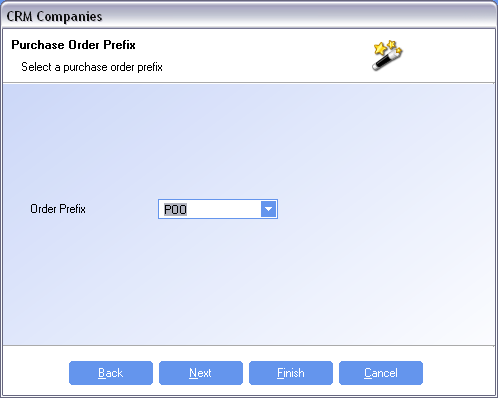 CRM Companies
Purchase Order Prefix
Select a purchase order prefix
Order Prefix POO
Back Next Finish Cancel